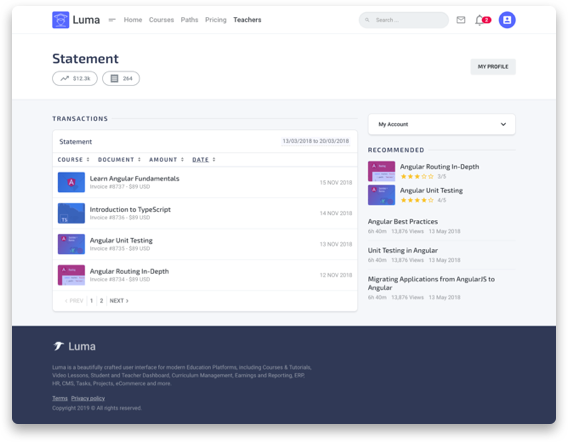 Luma
Home Courses Paths Pricing Teachers
Search ...
2
Statement
$12.3k
264
MY PROFILE
TRANSACTIONS
Statement
13/03/2018 to 20/03/2018
COURSE DOCUMENT AMOUNT DATE
Learn Angular Fundamentals
Invoice #8737 - $89 USD
15 NOV 2018
TS
Introduction to TypeScript
Invoice #8736 - $89 USD
14 NOV 2018
Angular Unit Testing
Invoice #8735 - $89 USD
13 NOV 2018
Angular Routing In-Depth
Invoice #8734 - $89 USD
12 NOV 2018
‹ PREV 1 2 NEXT ›
My Account
RECOMMENDED
Angular Routing In-Depth
3/5
Angular Unit Testing
4/5
Angular Best Practices
6h 40m 13,876 Views 12 May 2018
Unit Testing in Angular
6h 40m 13,876 Views 12 May 2018
Migrating Applications from AngularJS to
Angular
6h 40m 13,876 Views 12 May 2018
Luma
Luma is a beautifully crafted user interface for modern Education Platforms, including Courses & Tutorials,
Video Lessons, Student and Teacher Dashboard, Curriculum Management, Earnings and Reporting, ERP,
HR, CMS, Tasks, Projects, eCommerce and more.
Terms Privacy policy
Copyright 2019 © All rights reserved.